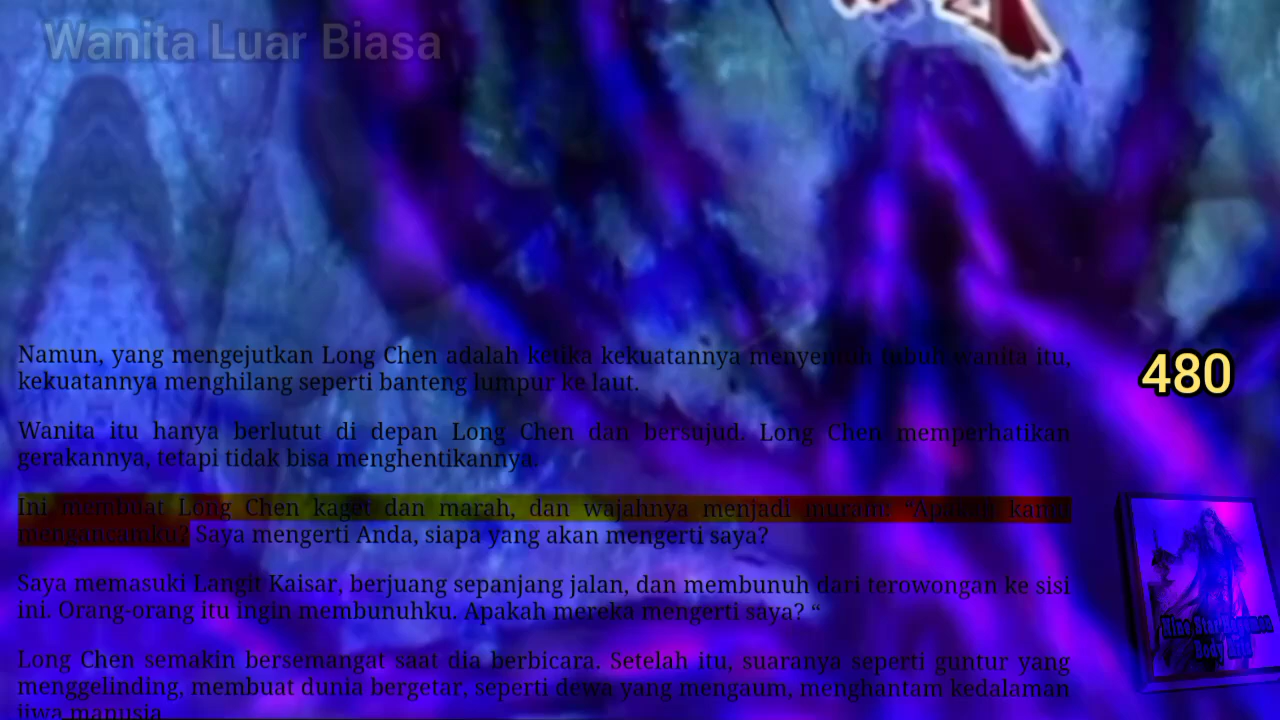 Wanita Luar Biasa
Namun, yang mengejutkan Long Chen adalah ketika kekuatannya menyentuh tubuh wanita itu,
kekuatannya menghilang seperti banteng lumpur ke laut.
480
Wanita itu hanya berlutut di depan Long Chen dan bersujud. Long Chen memperhatikan
gerakannya, tetapi tidak bisa menghentikannya.
Ini membuat Long Chen kaget dan marah, dan wajahnya menjadi muram: “Apakah kamu
mengancamku? Saya mengerti Anda, siapa yang akan mengerti saya?
Saya memasuki Langit Kaisar, berjuang sepanjang jalan, dan membunuh dari terowongan ke sisi
ini. Orang-orang itu ingin membunuhku. Apakah mereka mengerti saya? “
Nine Star
Body
Long Chen semakin bersemangat saat dia berbicara. Setelah itu, suaranya seperti guntur yang
menggelinding, membuat dunia bergetar, seperti dewa yang mengaum, menghantam kedalaman
jiwa manusia.